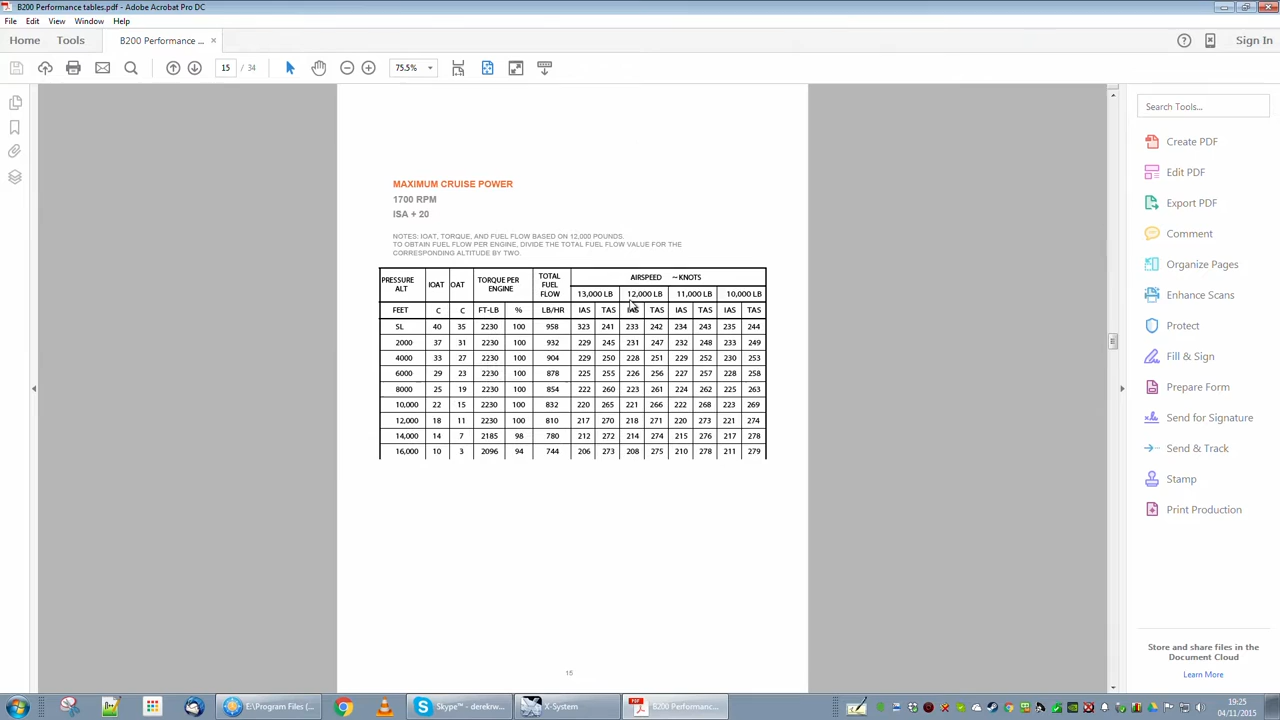 B200 Performance tables.pdf - Adobe Acrobat Pro DC
File Edit View Window Help
Home Tools B200 Performance ... × Sign In
15 / 34 75.5%
Search Tools...
Create PDF
Edit PDF
Export PDF
Comment
Organize Pages
Enhance Scans
Protect
Fill & Sign
Prepare Form
Send for Signature
Send & Track
Stamp
Print Production
Store and share files in the
Document Cloud
Learn More
MAXIMUM CRUISE POWER
1700 RPM
ISA + 20
NOTES: IOAT, TORQUE, AND FUEL FLOW BASED ON 12,000 POUNDS.
TO OBTAIN FUEL FLOW PER ENGINE, DIVIDE THE TOTAL FUEL FLOW VALUE FOR THE
CORRESPONDING ALTITUDE BY TWO.
PRESSURE ALT IOAT OAT TORQUE PER ENGINE TOTAL FUEL FLOW AIRSPEED ~ KNOTS
13,000 LB 12,000 LB 11,000 LB 10,000 LB
FEET C C FT-LB % LB/HR IAS TAS IAS TAS IAS TAS IAS TAS
SL 40 35 2230 100 958 323 241 233 242 234 243 235 244
2000 37 31 2230 100 932 229 245 231 247 232 248 233 249
4000 33 27 2230 100 904 229 250 228 251 229 252 230 253
6000 29 23 2230 100 878 225 255 226 256 227 257 228 258
8000 25 19 2230 100 854 222 260 223 261 224 262 225 263
10,000 22 15 2230 100 832 220 265 221 266 222 268 223 269
12,000 18 11 2230 100 810 217 270 218 271 220 273 221 274
14,000 14 7 2185 98 780 212 272 214 274 215 276 217 278
16,000 10 3 2096 94 744 206 273 208 275 210 278 211 279
15
E:\Program Files (... Skype™ - derekrw... X-System B200 Performanc...
19:25
04/11/2015